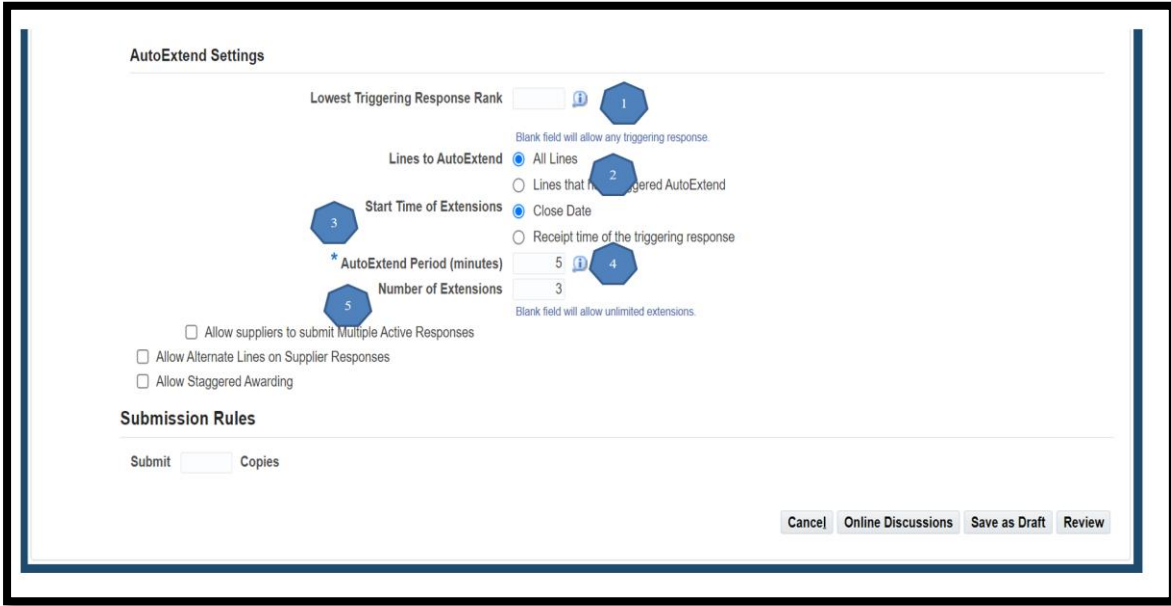 AutoExtend Settings
Lowest Triggering Response Rank 1
Blank field will allow any triggering response.
Lines to AutoExtend All Lines
2
Lines that gered AutoExtend
Start Time of Extensions Close Date
3
Receipt time of the triggering response
* AutoExtend Period (minutes) 5 4
Number of Extensions 3
5
Blank field will allow unlimited extensions.
Allow suppliers to submit Multiple Active Responses
Allow Alternate Lines on Supplier Responses
Allow Staggered Awarding
Submission Rules
Submit Copies
Cancel Online Discussions Save as Draft Review